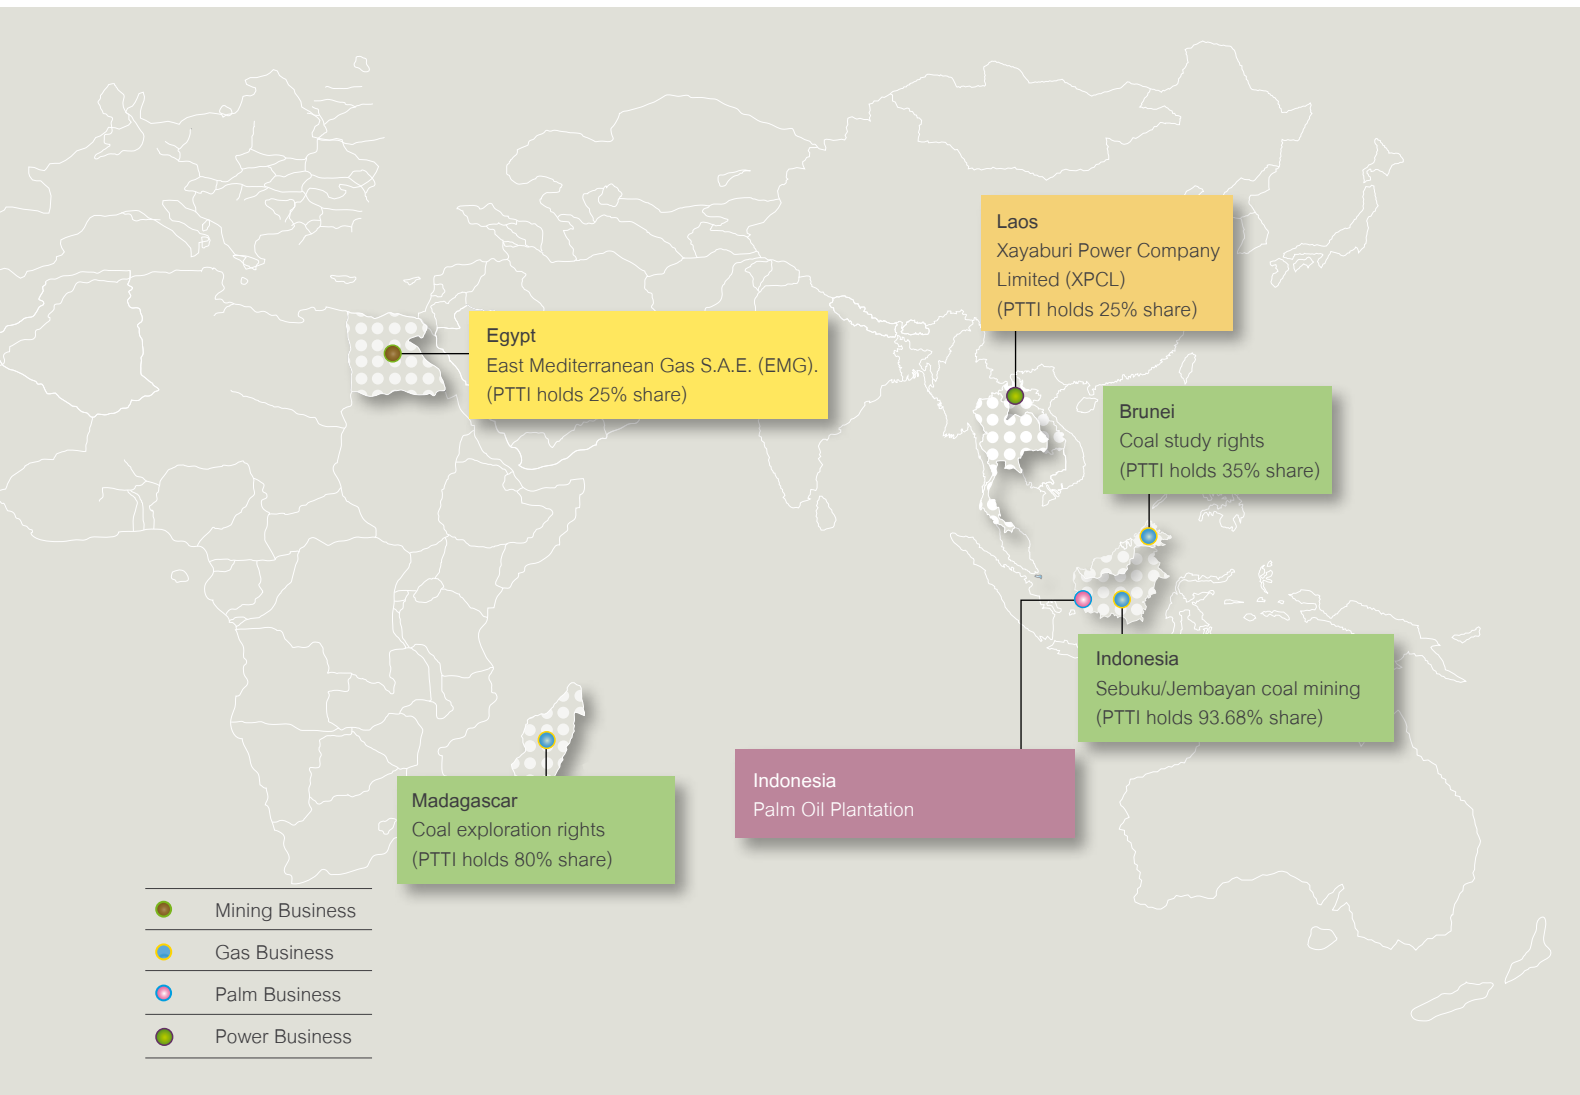 Laos
Xayaburi Power Company
Limited (XPCL)
(PTTI holds 25% share)
Egypt
East Mediterranean Gas S.A.E. (EMG).
(PTTI holds 25% share)
Brunei
Coal study rights
(PTTI holds 35% share)
Indonesia
Sebuku/Jembayan coal mining
(PTTI holds 93.68% share)
Indonesia
Palm Oil Plantation
Madagascar
Coal exploration rights
(PTTI holds 80% share)
Mining Business
Gas Business
Palm Business
Power Business